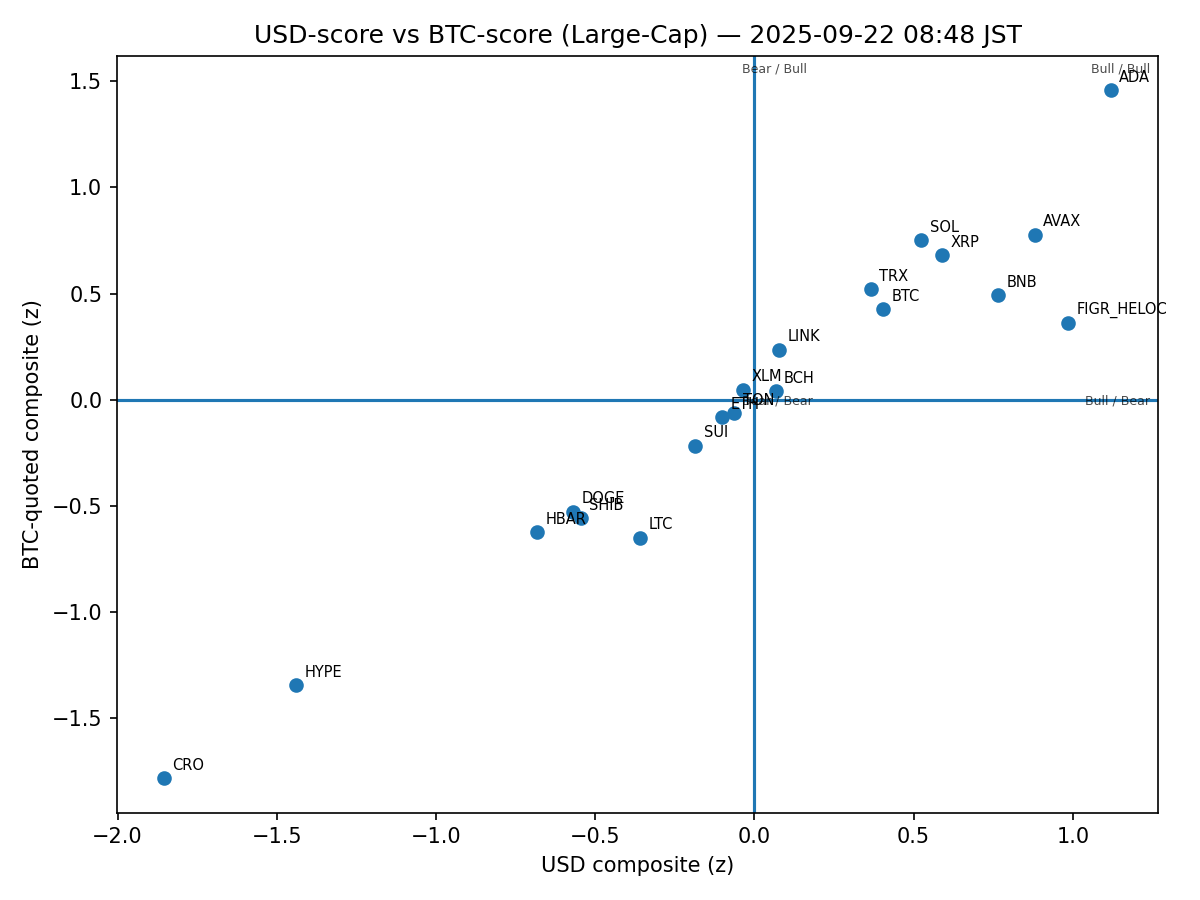 USD-score vs BTC-score (Large-Cap) — 2025-09-22 08:48 JST
Bear / Bull
Bull / Bull
ADA
1.5
1.0
AVAX
SOL
XRP
BNB
TRX
0.5
BTC
FIGR_HELOC
LINK
XLM
BCH
0.0
TON
ETH
Bear / Bear
Bull / Bear
SUI
DOGE
SHIB
−0.5
HBAR
LTC
−1.0
HYPE
−1.5
CRO
−2.0
−1.5
−1.0
−0.5
0.0
0.5
1.0
USD composite (z)
BTC-quoted composite (z)